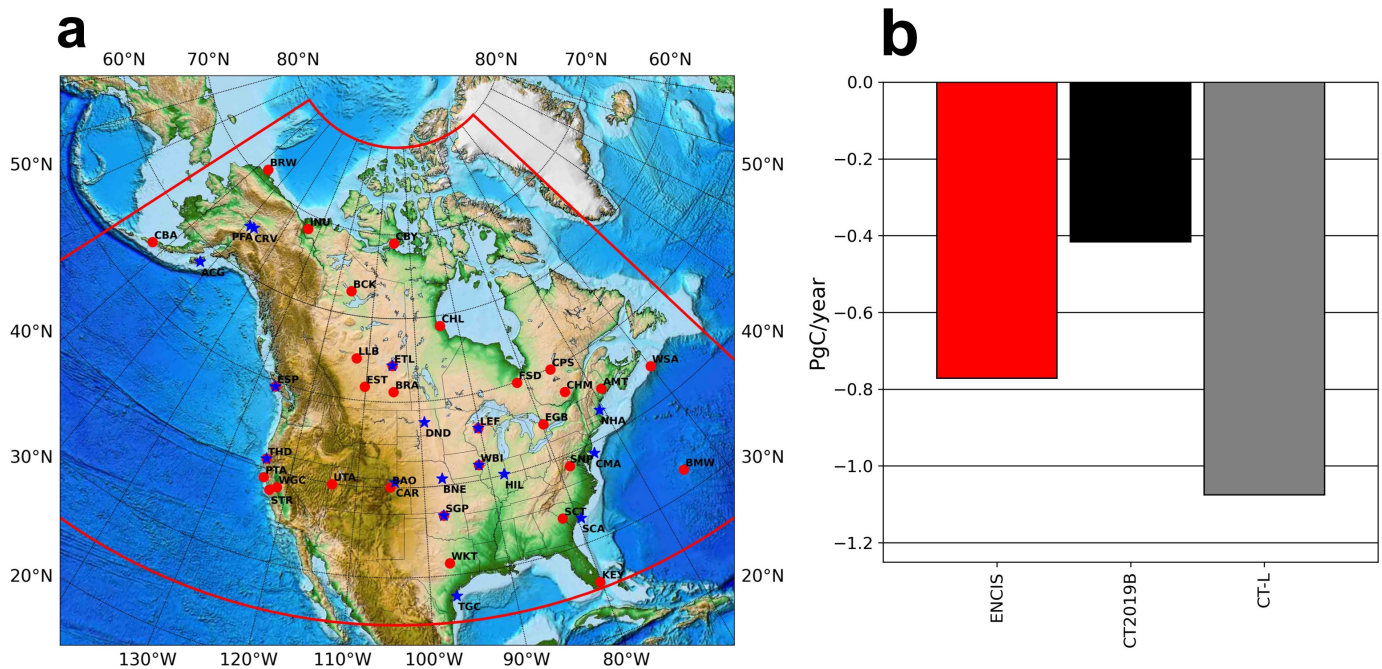 a
60°N 70°N 80°N 80°N 70°N 60°N
50°N 50°N
BRW
INU
PFA CRV
CBA
CBY
ACG
BCK
40°N 40°N
CHL
LLB ETL
CPS WSA
ESP EST BRA FSD CHM AMT
NHA
DND LEF EGB
30°N 30°N
THD WBI SNP CMA BMW
PTA WGC UTA BAO HIL
STR CAR BNE
SGP SCT
SCA
WKT
20°N KEY 20°N
TGC
130°W 120°W 110°W 100°W 90°W 80°W
b
PgC/year
0.0
−0.2
−0.4
−0.6
−0.8
−1.0
−1.2
ENCIS
CT2019B
CT-L